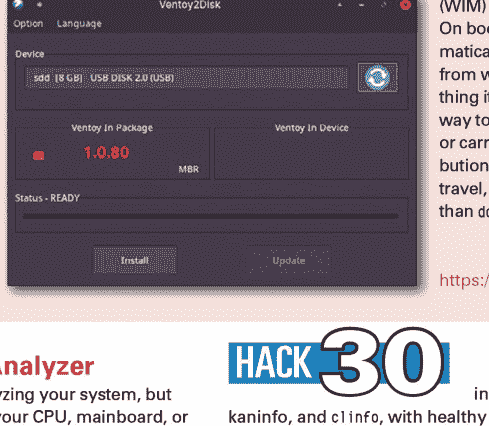 Ventoy2Disk
Option Language
Device
sdd [8 GB] USB DISK 2.0 (USB)
Ventoy In Package
1.0.80
MBR
Ventoy In Device
Status - READY
Install
Update
(WIM)
On boo
matica
from w
thing i
way to
or carr
bution
travel,
than do
https:/
Analyzer
yzing your system, but
your CPU, mainboard, or
HACK 30
in
kaninfo, and clinfo, with healthy